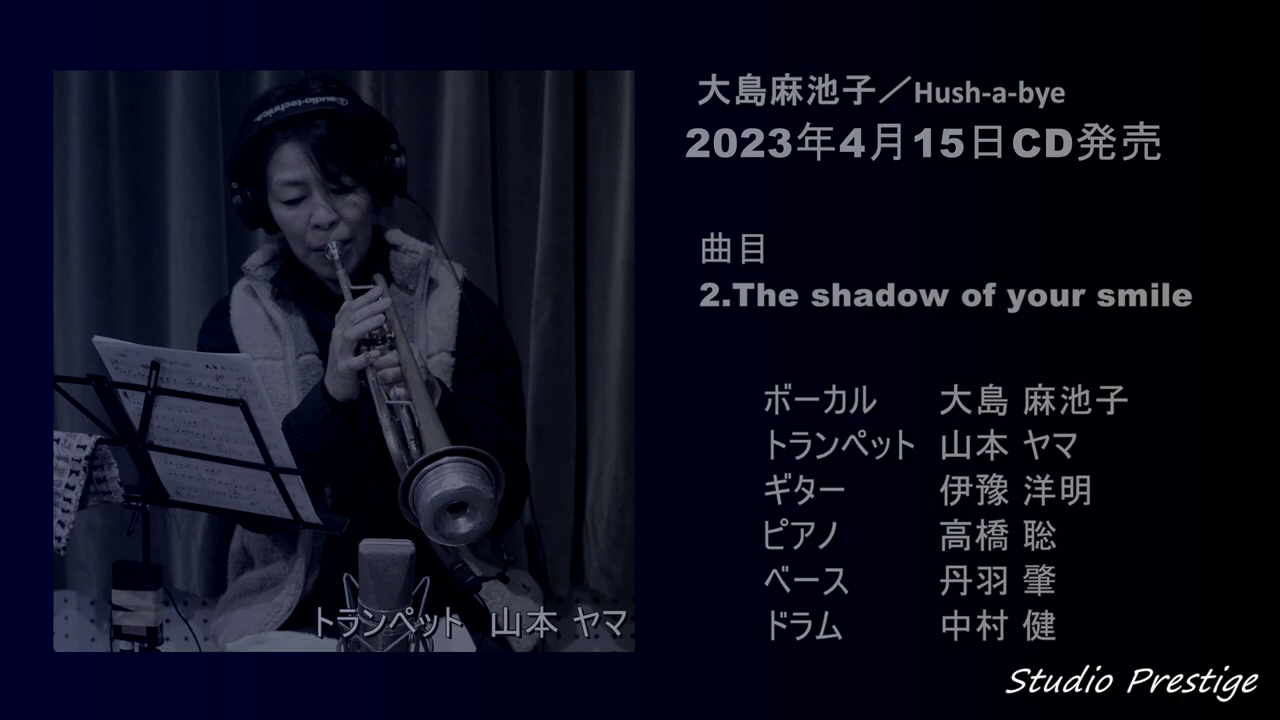 audio-technica
大島麻池子／Hush-a-bye
2023年4月15日CD発売
曲目
2.The shadow of your smile
ボーカル 大島 麻池子
トランペット 山本 ヤマ
ギター 伊豫 洋明
ピアノ 高橋 聡
ベース 丹羽 肇
ドラム 中村 健
トランペット 山本 ヤマ
Studio Prestige